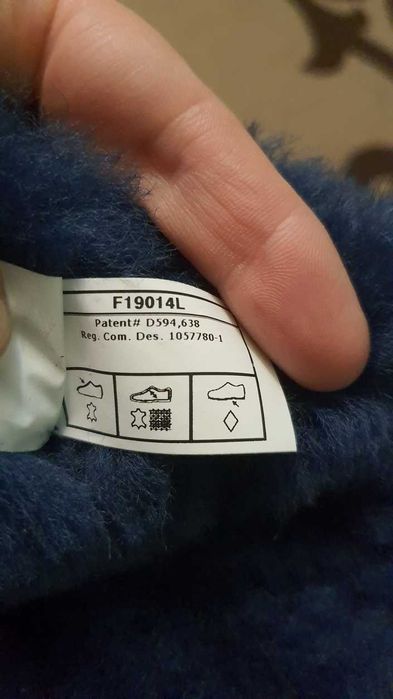 F19014L
Patent# D594,638
Reg. Com. Des. 1057780-1